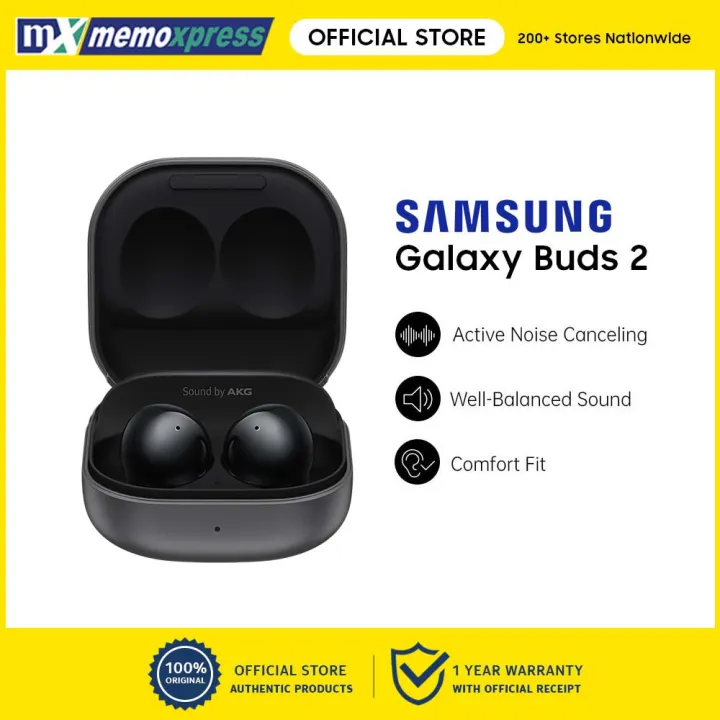 mx memoxpress
OFFICIAL STORE
200+ Stores Nationwide
SAMSUNG
Galaxy Buds 2
Active Noise Canceling
Well-Balanced Sound
Comfort Fit
Sound by AKG
100%
ORIGINAL
OFFICIAL STORE
AUTHENTIC PRODUCTS
1 YEAR WARRANTY
WITH OFFICIAL RECEIPT